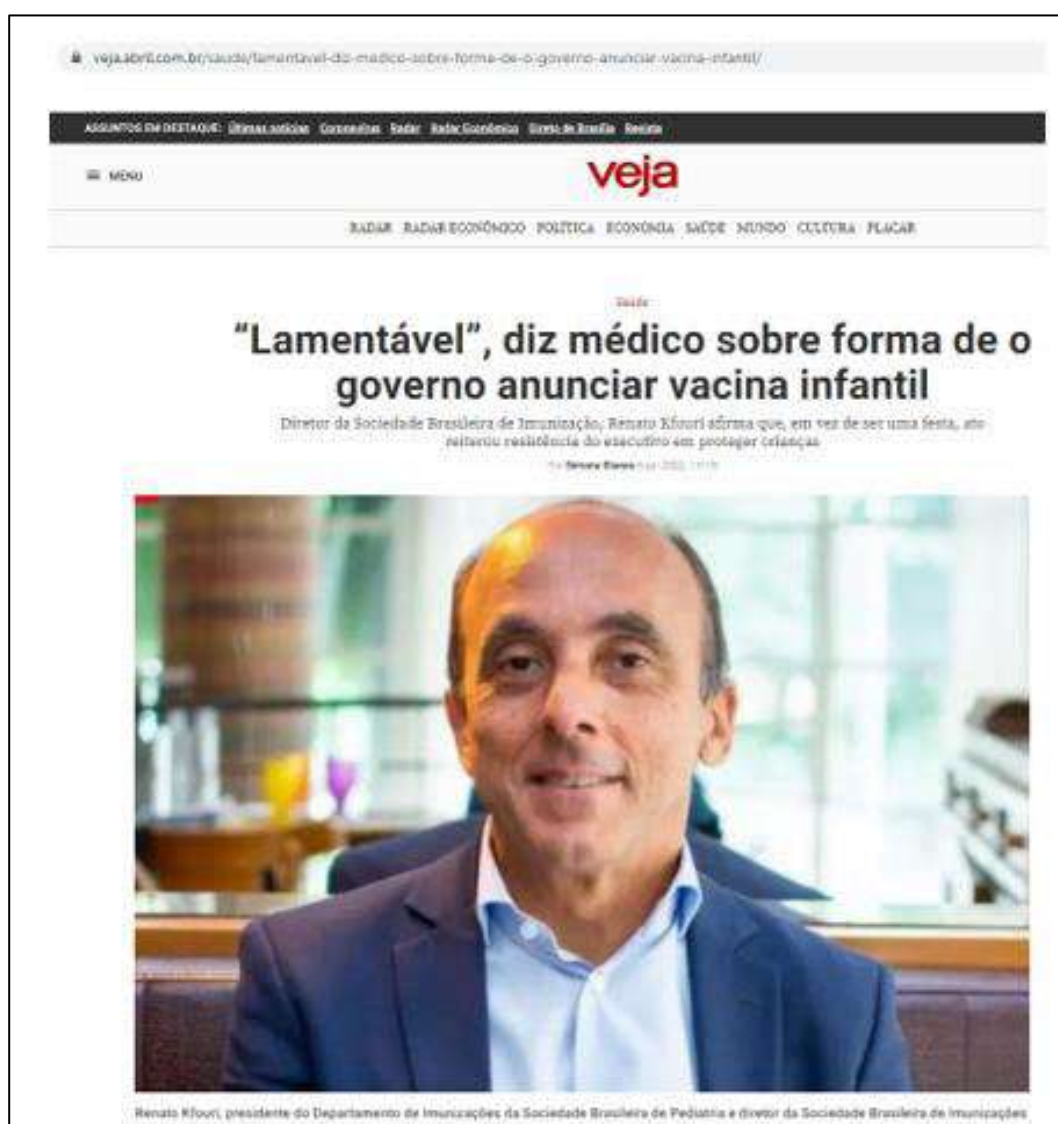 veja.abril.com.br/saude/lamentavel-diz-medico-sobre-forma-de-o-governo-anunciar-vacina-infantil/
ASSUNTOS EM DESTAQUE: Últimas notícias Coronavírus Radar Radar Econômico Direto de Brasília Revista
MENU
veja
RADAR RADAR ECONÔMICO POLÍTICA ECONOMIA SAÚDE MUNDO CULTURA PLACAR
Saúde
“Lamentável”, diz médico sobre forma de o
governo anunciar vacina infantil
Diretor da Sociedade Brasileira de Imunização, Renato Kfouri afirma que, em vez de ser uma festa, ato
reiterou resistência do executivo em proteger crianças
Por Simone
Renato Kfouri, presidente do Departamento de Imunizações da Sociedade Brasileira de Pediatria e diretor da Sociedade Brasileira de Imunizações